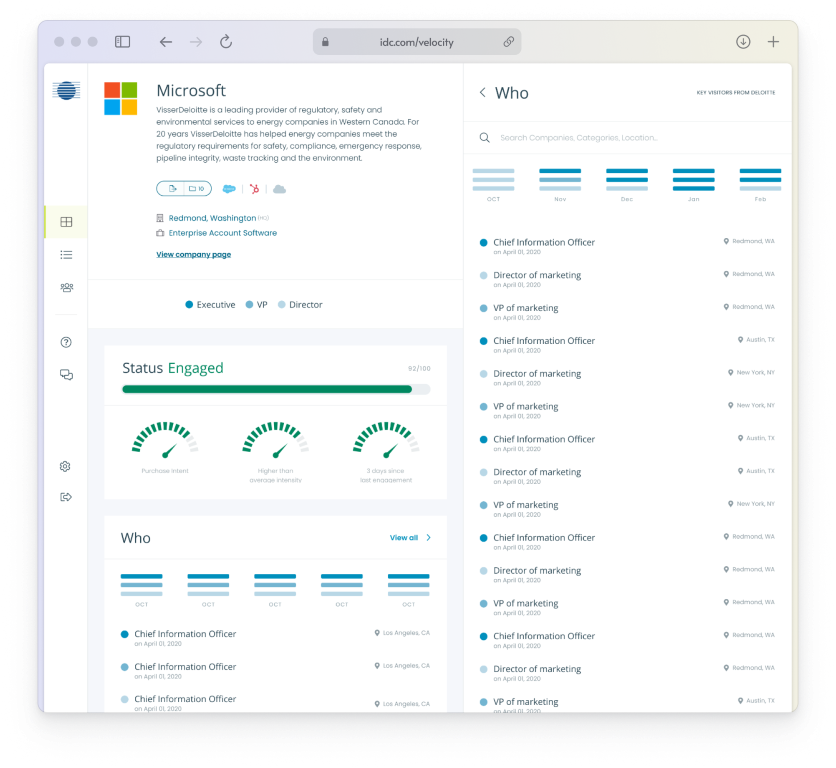 idc.com/velocity
Microsoft
VisserDeloitte is a leading provider of regulatory, safety and
environmental services to energy companies in Western Canada. For
20 years VisserDeloitte has helped energy companies meet the
regulatory requirements for safety, compliance, emergency response,
pipeline integrity, waste tracking and the environment.
10
Redmond, Washington (HQ)
Enterprise Account Software
View company page
Executive VP Director
Status Engaged 92/100
Purchase Intent
Higher than
average intensity
3 days since
last engagement
Who View all
OCT OCT OCT OCT OCT
Chief Information Officer Los Angeles, CA
on April 01, 2020
Chief Information Officer Los Angeles, CA
on April 01, 2020
Chief Information Officer Los Angeles, CA
on April 01, 2020
Who KEY VISITORS FROM DELOITTE
Search Companies, Categories, Location...
OCT Nov Dec Jan Feb
Chief Information Officer Redmond, WA
on April 01, 2020
Director of marketing Redmond, WA
on April 01, 2020
VP of marketing Redmond, WA
on April 01, 2020
Chief Information Officer Austin, TX
on April 01, 2020
Director of marketing New York, NY
on April 01, 2020
VP of marketing New York, NY
on April 01, 2020
Chief Information Officer Austin, TX
on April 01, 2020
Director of marketing Austin, TX
on April 01, 2020
VP of marketing New York, NY
on April 01, 2020
Chief Information Officer Redmond, WA
on April 01, 2020
Director of marketing Redmond, WA
on April 01, 2020
VP of marketing Redmond, WA
on April 01, 2020
Chief Information Officer Redmond, WA
on April 01, 2020
Director of marketing Redmond, WA
on April 01, 2020
VP of marketing Austin, TX
on April 01, 2020